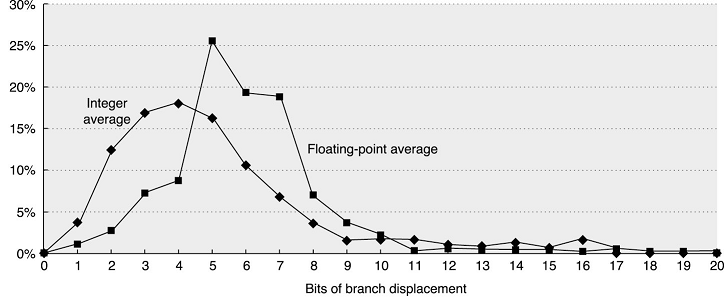 30%
25%
20%
15%
10%
5%
0%
Integer
average
Floating-point average
0 1 2 3 4 5 6 7 8 9 10 11 12 13 14 15 16 17 18 19 20
Bits of branch displacement